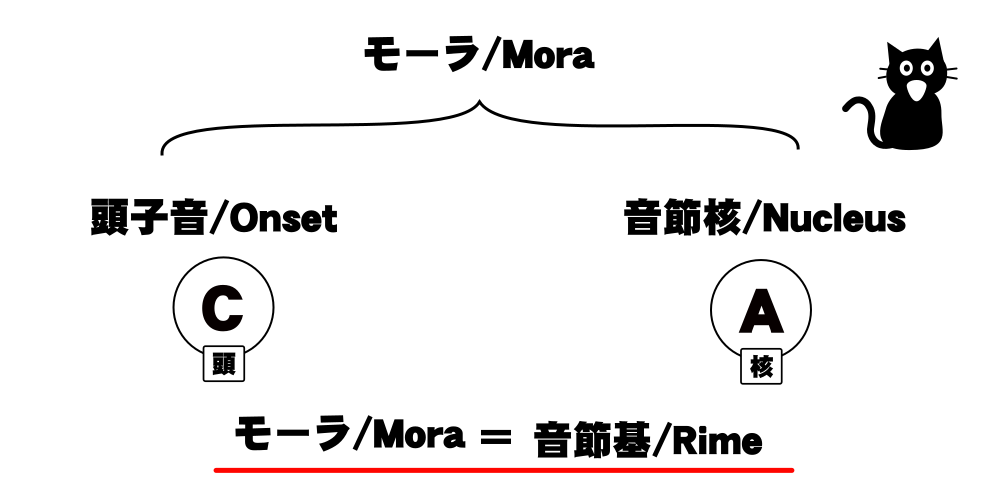 モーラ/Mora
頭子音/Onset
音節核/Nucleus
C
A
頭
核
モーラ/Mora = 音節基/Rime